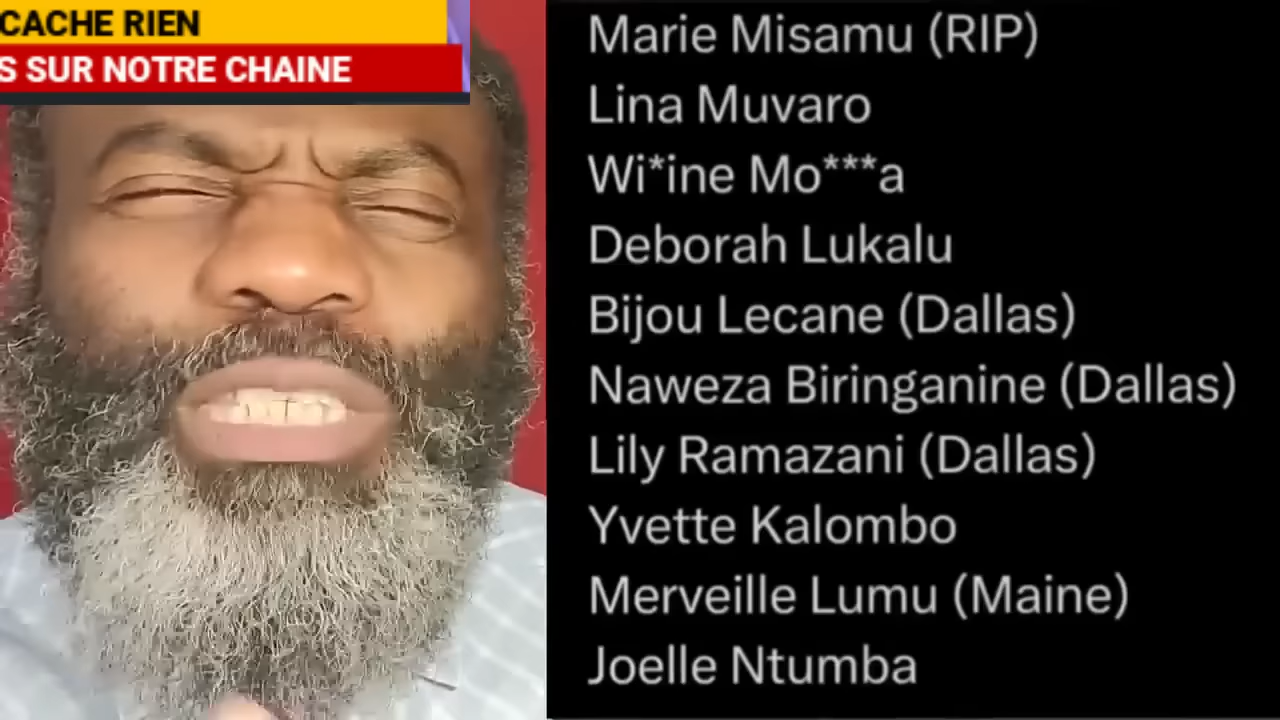 CACHE RIEN
S SUR NOTRE CHAINE
Marie Misamu (RIP)
Lina Muvaro
Wi*ine Mo***a
Deborah Lukalu
Bijou Lecane (Dallas)
Naweza Biringanine (Dallas)
Lily Ramazani (Dallas)
Yvette Kalombo
Merveille Lumu (Maine)
Joelle Ntumba